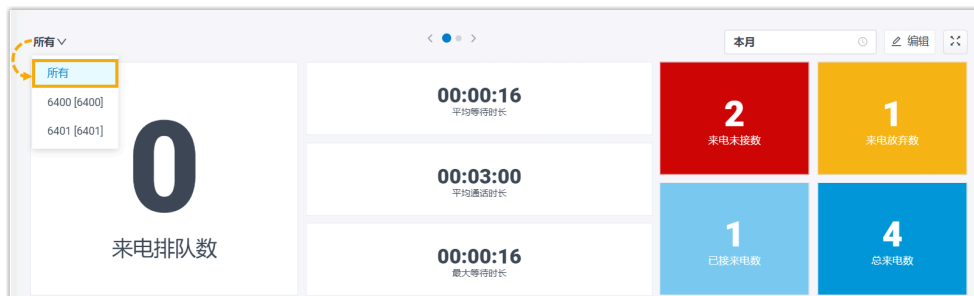 所有
本月
编辑
所有
6400 [6400]
6401 [6401]
0
来电排队数
00:00:16
平均等待时长
00:03:00
平均通话时长
00:00:16
最大等待时长
2
来电未接数
1
来电放弃数
1
已接来电数
4
总来电数